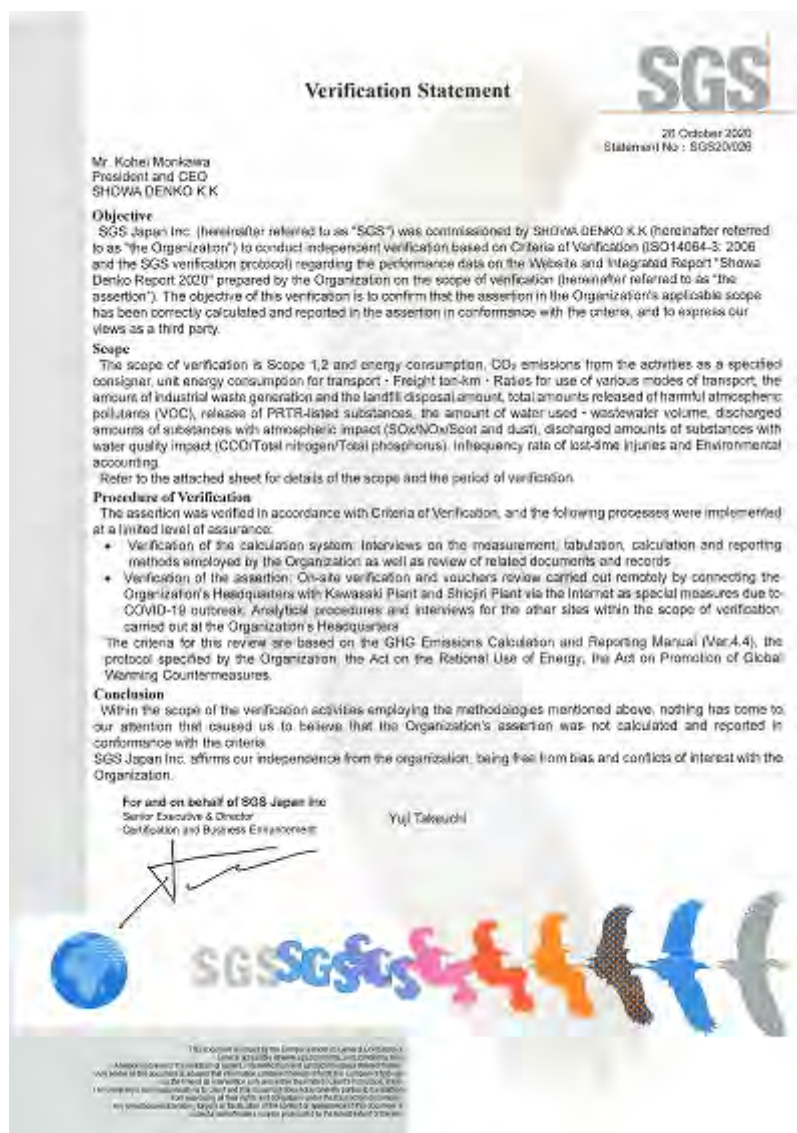 SGS
Verification Statement
26 October 2020
Statement No : SGS20/026
Mr. Kohei Morikawa
President and CEO
SHOWA DENKO K.K
Objective
SGS Japan Inc. (hereinafter referred to as "SGS") was commissioned by SHOWA DENKO K.K (hereinafter referred
to as "the Organization") to conduct independent verification based on Criteria of Verification (ISO14064-3: 2006
and the SGS verification protocol) regarding the performance data on the Website and Integrated Report "Showa
Denko Report 2020" prepared by the Organization on the scope of verification (hereinafter referred to as "the
assertion"). The objective of this verification is to confirm that the assertion in the Organization's applicable scope
has been correctly calculated and reported in the assertion in conformance with the criteria, and to express our
views as a third party.
Scope
The scope of verification is Scope 1,2 and energy consumption, CO₂ emissions from the activities as a specified
consigner, unit energy consumption for transport・Freight ton-km・Ratios for use of various modes of transport, the
amount of industrial waste generation and the landfill disposal amount, total amounts released of harmful atmospheric
pollutants (VOC), release of PRTR-listed substances, the amount of water used・wastewater volume, discharged
amounts of substances with atmospheric impact (SOx/NOx/Soot and dust), discharged amounts of substances with
water quality impact (COD/Total nitrogen/Total phosphorus). Infrequency rate of lost-time injuries and Environmental
accounting.
Refer to the attached sheet for details of the scope and the period of verification.
Procedure of Verification
The assertion was verified in accordance with Criteria of Verification, and the following processes were implemented
at a limited level of assurance:
• Verification of the calculation system: Interviews on the measurement, tabulation, calculation and reporting
methods employed by the Organization as well as review of related documents and records
• Verification of the assertion: On-site verification and vouchers review carried out remotely by connecting the
Organization's Headquarters with Kawasaki Plant and Shiojiri Plant via the Internet as special measures due to
COVID-19 outbreak. Analytical procedures and interviews for the other sites within the scope of verification
carried out at the Organization's Headquarters
The criteria for this review are based on the GHG Emissions Calculation and Reporting Manual (Ver.4.4), the
protocol specified by the Organization, the Act on the Rational Use of Energy, the Act on Promotion of Global
Warming Countermeasures.
Conclusion
Within the scope of the verification activities employing the methodologies mentioned above, nothing has come to
our attention that caused us to believe that the Organization's assertion was not calculated and reported in
conformance with the criteria.
SGS Japan Inc. affirms our independence from the organization, being free from bias and conflicts of interest with the
Organization.
For and on behalf of SGS Japan Inc
Senior Executive & Director
Certification and Business Enhancement
Yuji Takeuchi
SGS SGS SGS